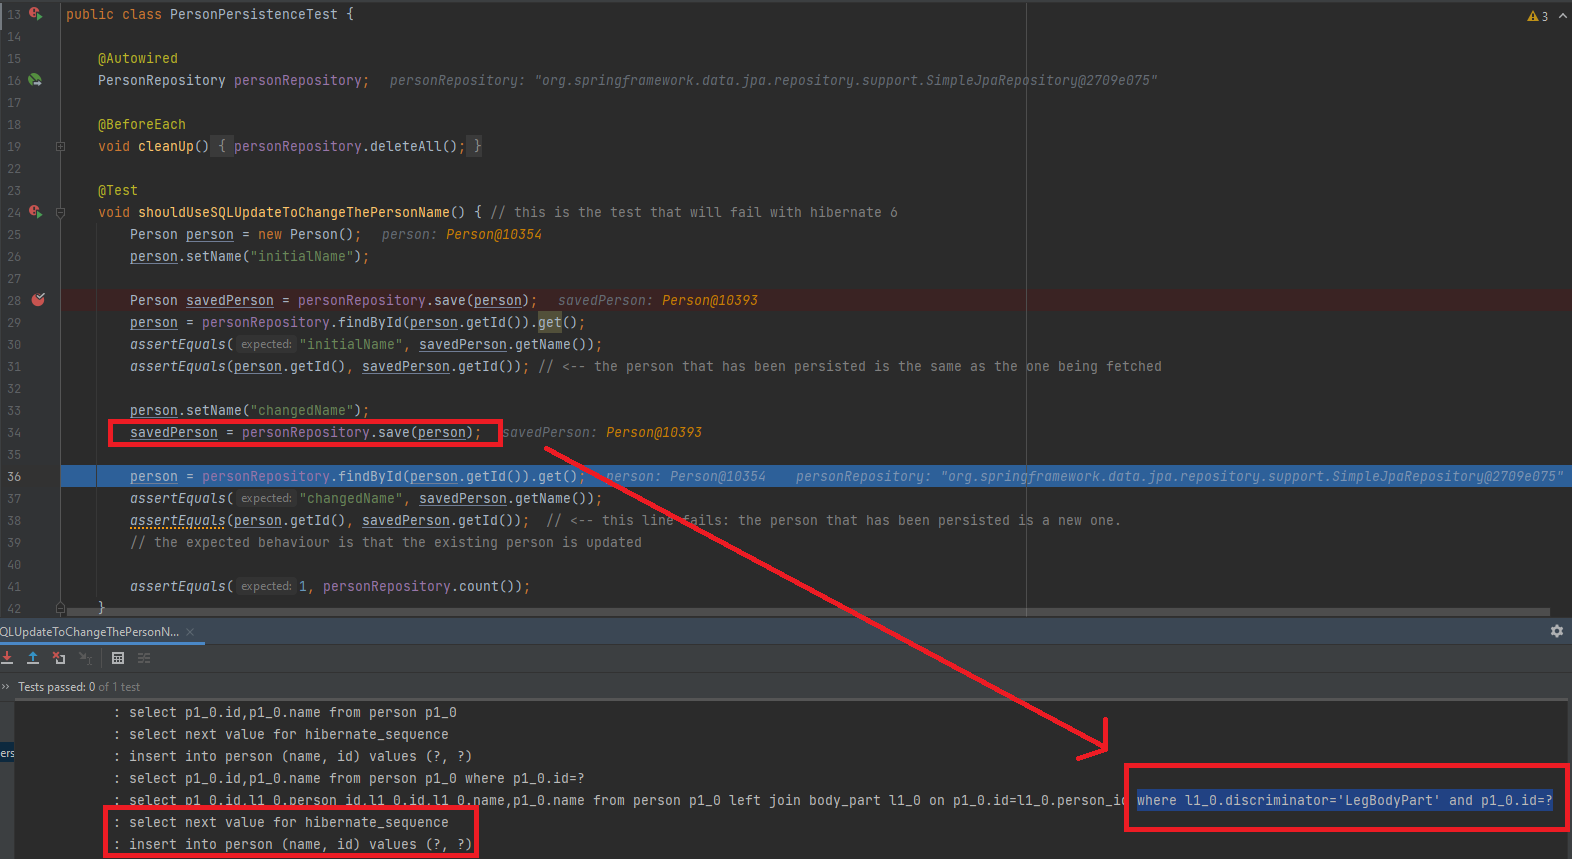 13 public class PersonPersistenceTest {
3
14
15 @Autowired
16 PersonRepository personRepository; personRepository: "org.springframework.data.jpa.repository.support.SimpleJpaRepository@2709e075"
17
18 @BeforeEach
19 void cleanUp() { personRepository.deleteAll(); }
22
23 @Test
24 void shouldUseSQLUpdateToChangeThePersonName() { // this is the test that will fail with hibernate 6
25 Person person = new Person(); person: Person@10354
26 person.setName("initialName");
27
28 Person savedPerson = personRepository.save(person); savedPerson: Person@10393
29 person = personRepository.findById(person.getId()).get();
30 assertEquals( expected: "initialName", savedPerson.getName());
31 assertEquals(person.getId(), savedPerson.getId()); // <-- the person that has been persisted is the same as the one being fetched
32
33 person.setName("changedName");
34 savedPerson = personRepository.save(person); savedPerson: Person@10393
35
36 person = personRepository.findById(person.getId()).get(); person: Person@10354 personRepository: "org.springframework.data.jpa.repository.support.SimpleJpaRepository@2709e075"
37 assertEquals( expected: "changedName", savedPerson.getName());
38 assertEquals(person.getId(), savedPerson.getId()); // <-- this line fails: the person that has been persisted is a new one.
39 // the expected behaviour is that the existing person is updated
40
41 assertEquals( expected: 1, personRepository.count());
42 }
QLUpdateToChangeThePersonN... ×
» Tests passed: 0 of 1 test
: select p1_0.id,p1_0.name from person p1_0
: select next value for hibernate_sequence
ers : insert into person (name, id) values (?, ?)
: select p1_0.id,p1_0.name from person p1_0 where p1_0.id=?
: select p1_0.id,l1_0.person_id,l1_0.id,l1_0.name,p1_0.name from person p1_0 left join body_part l1_0 on p1_0.id=l1_0.person_id where l1_0.discriminator='LegBodyPart' and p1_0.id=?
: select next value for hibernate_sequence
: insert into person (name, id) values (?, ?)